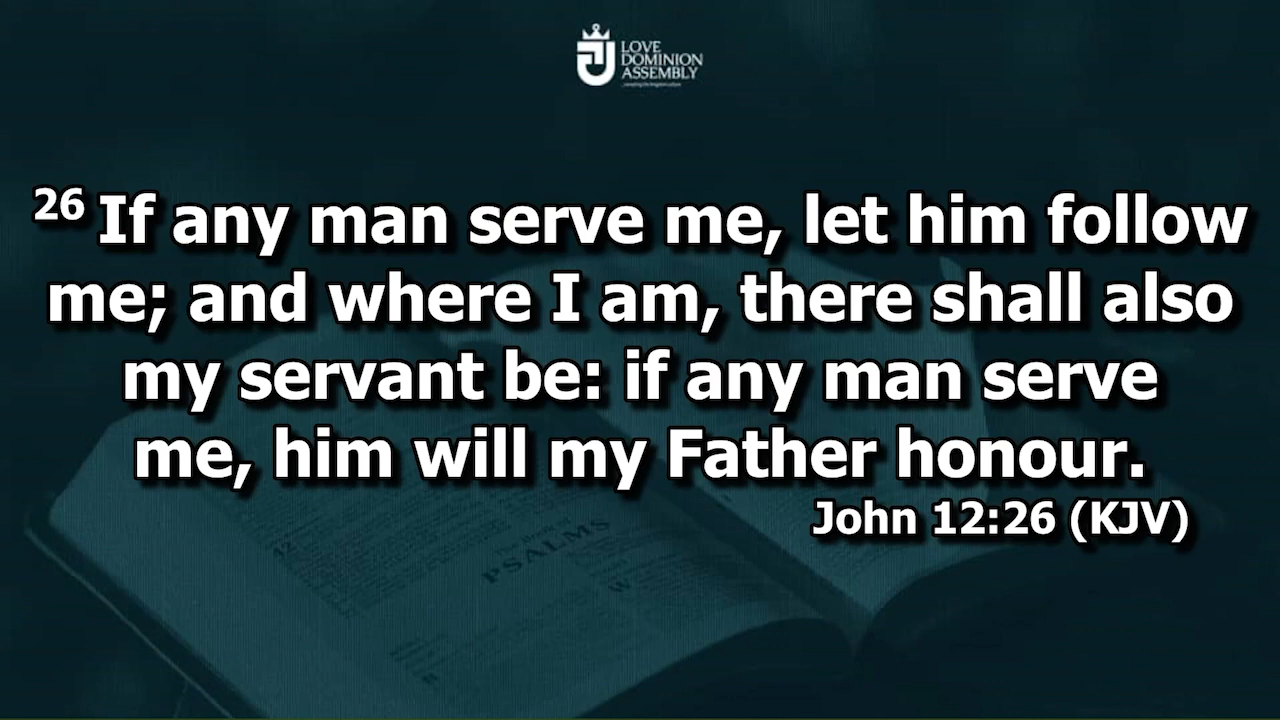 LOVE
DOMINION
ASSEMBLY
26 If any man serve me, let him follow
me; and where I am, there shall also
my servant be: if any man serve
me, him will my Father honour.
John 12:26 (KJV)
PSALMS